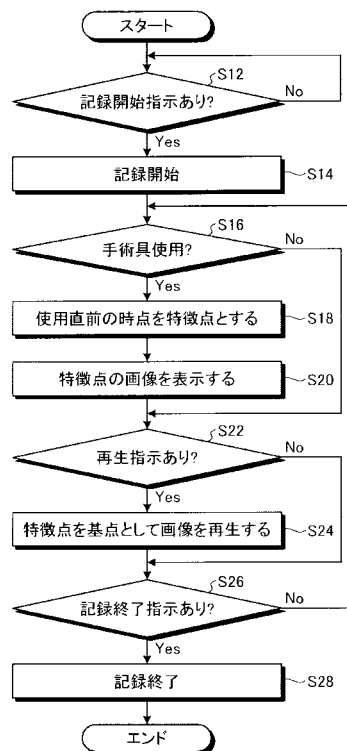 スタート
S12
記録開始指示あり?
No
Yes
記録開始
S14
S16
手術具使用?
No
Yes
使用直前の時点を特徴点とする
S18
特徴点の画像を表示する
S20
S22
再生指示あり?
No
Yes
特徴点を基点として画像を再生する
S24
S26
記録終了指示あり?
No
Yes
記録終了
S28
エンド